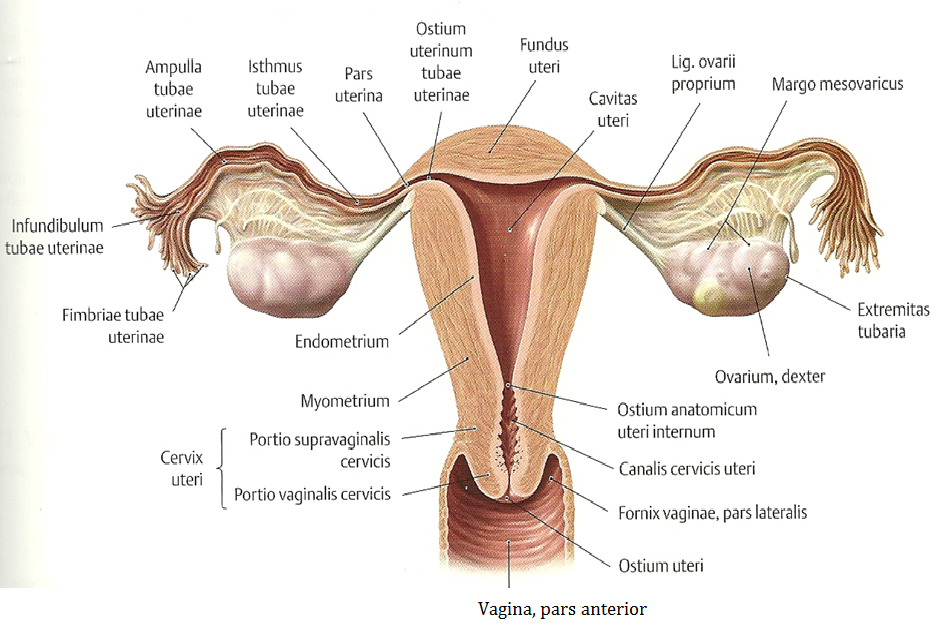 Ampulla
tubae
uterinae
Isthmus
tubae
uterinae
Pars
uterina
Ostium
uterinum
tubae
uterinae
Fundus
uteri
Cavitas
uteri
Lig. ovarii
proprium
Margo mesovaricus
Infundibulum
tubae uterinae
Fimbriae tubae
uterinae
Endometrium
Myometrium
Cervix
uteri
Portio supravaginalis
cervicis
Portio vaginalis cervicis
Extremitas
tubaria
Ovarium, dexter
Ostium anatomicum
uteri internum
Canalis cervicis uteri
Fornix vaginae, pars lateralis
Ostium uteri
Vagina, pars anterior